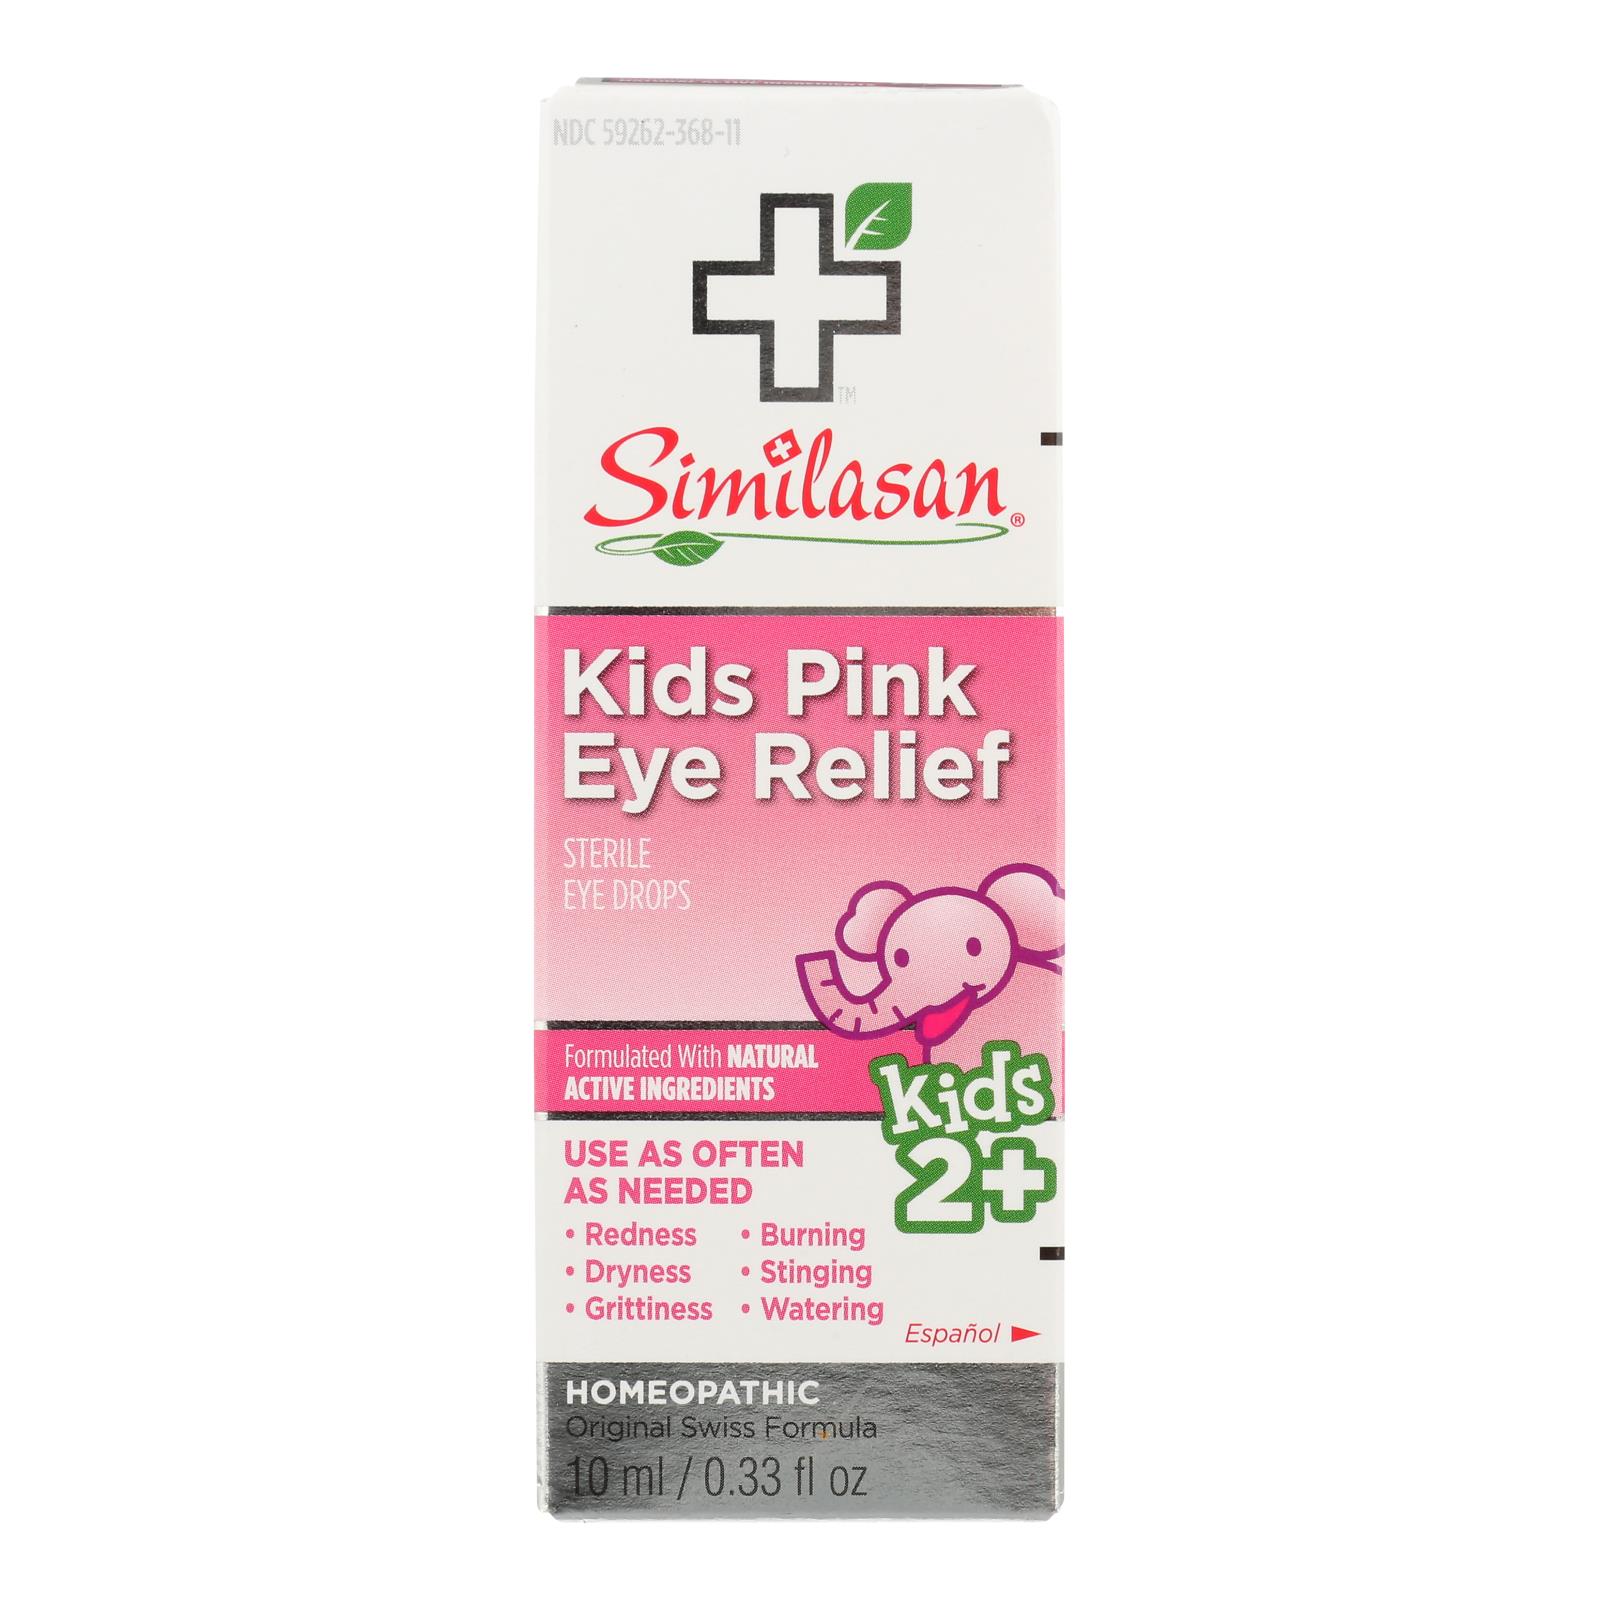 NDC 59262-368-11
TM
Similasan®
Kids Pink
Eye Relief
STERILE
EYE DROPS
Formulated With NATURAL
ACTIVE INGREDIENTS
kids
2+
USE AS OFTEN
AS NEEDED
• Redness • Burning
• Dryness • Stinging
• Grittiness • Watering
Español
HOMEOPATHIC
Original Swiss Formula
10 ml / 0.33 fl oz